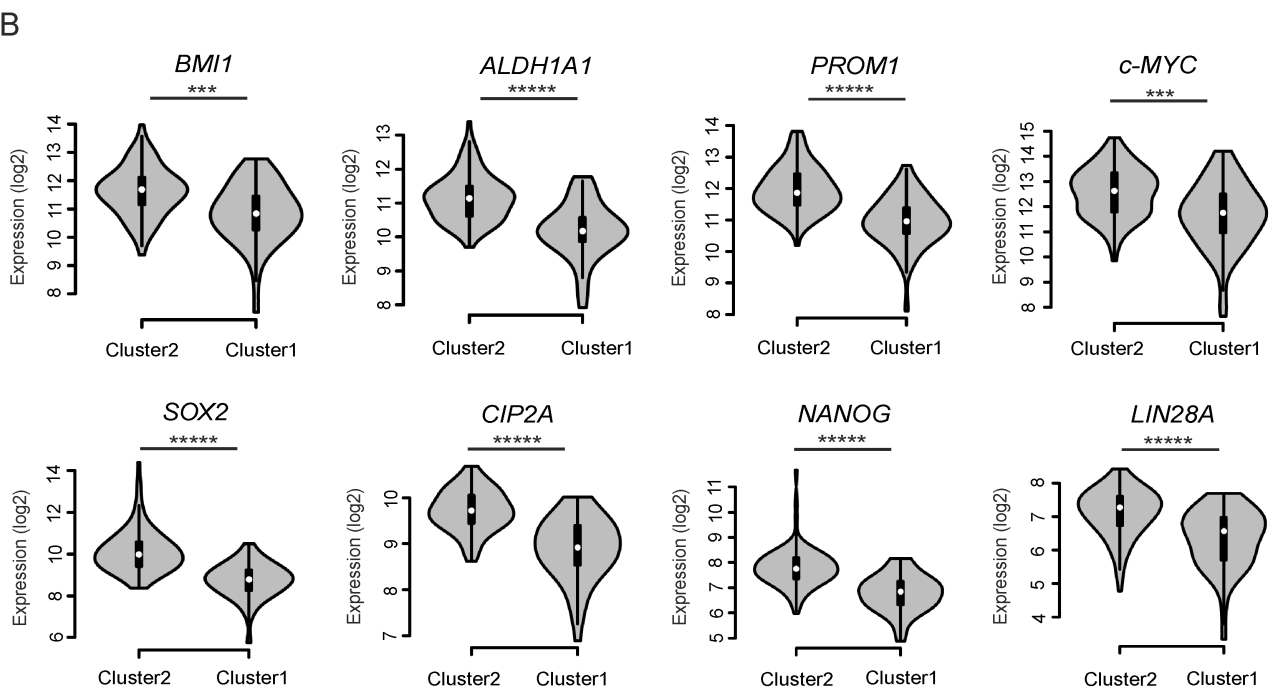 B
BMI1
***
Expression (log2)
14
13
12
11
10
9
8
Cluster2 Cluster1
ALDH1A1
*****
Expression (log2)
13
12
11
10
9
8
Cluster2 Cluster1
PROM1
*****
Expression (log2)
14
13
12
11
10
9
8
Cluster2 Cluster1
c-MYC
***
Expression (log2)
15
14
13
12
11
10
9
8
Cluster2 Cluster1
SOX2
*****
Expression (log2)
14
12
10
8
6
Cluster2 Cluster1
CIP2A
*****
Expression (log2)
10
9
8
7
Cluster2 Cluster1
NANOG
*****
Expression (log2)
11
10
9
8
7
6
5
Cluster2 Cluster1
LIN28A
*****
Expression (log2)
8
7
6
5
4
Cluster2 Cluster1